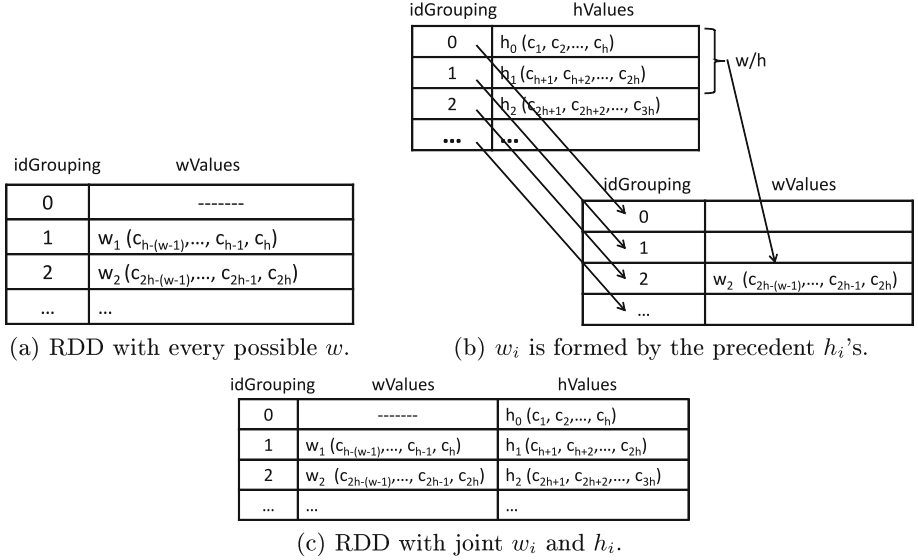 idGrouping hValues
0 h0 (c1, c2,..., ch)
1 h1 (ch+1, ch+2,..., c2h)
2 h2 (c2h+1, c2h+2,..., c3h)
... ...
w/h
idGrouping wValues
0 -------
1 w1 (ch-(w-1),..., ch-1, ch)
2 w2 (c2h-(w-1),..., c2h-1, c2h)
... ...
(a) RDD with every possible w.
idGrouping wValues
0
1
2 w2 (c2h-(w-1),..., c2h-1, c2h)
...
(b) wi is formed by the precedent hi's.
idGrouping wValues hValues
0 ------- h0 (c1, c2,..., ch)
1 w1 (ch-(w-1),..., ch-1, ch) h1 (ch+1, ch+2,..., c2h)
2 w2 (c2h-(w-1),..., c2h-1, c2h) h2 (c2h+1, c2h+2,..., c3h)
... ... ...
(c) RDD with joint wi and hi.